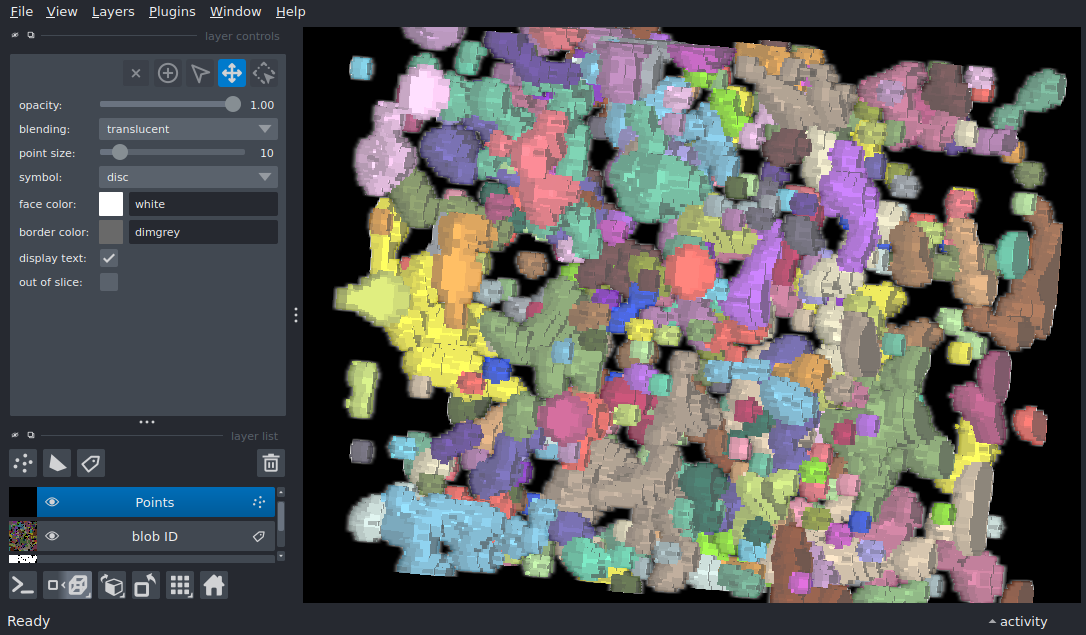 File View Layers Plugins Window Help
layer controls
opacity: 1.00
blending: translucent
point size: 10
symbol: disc
face color: white
border color: dimgrey
display text:
out of slice:
layer list
Points
blob ID
Ready
activity